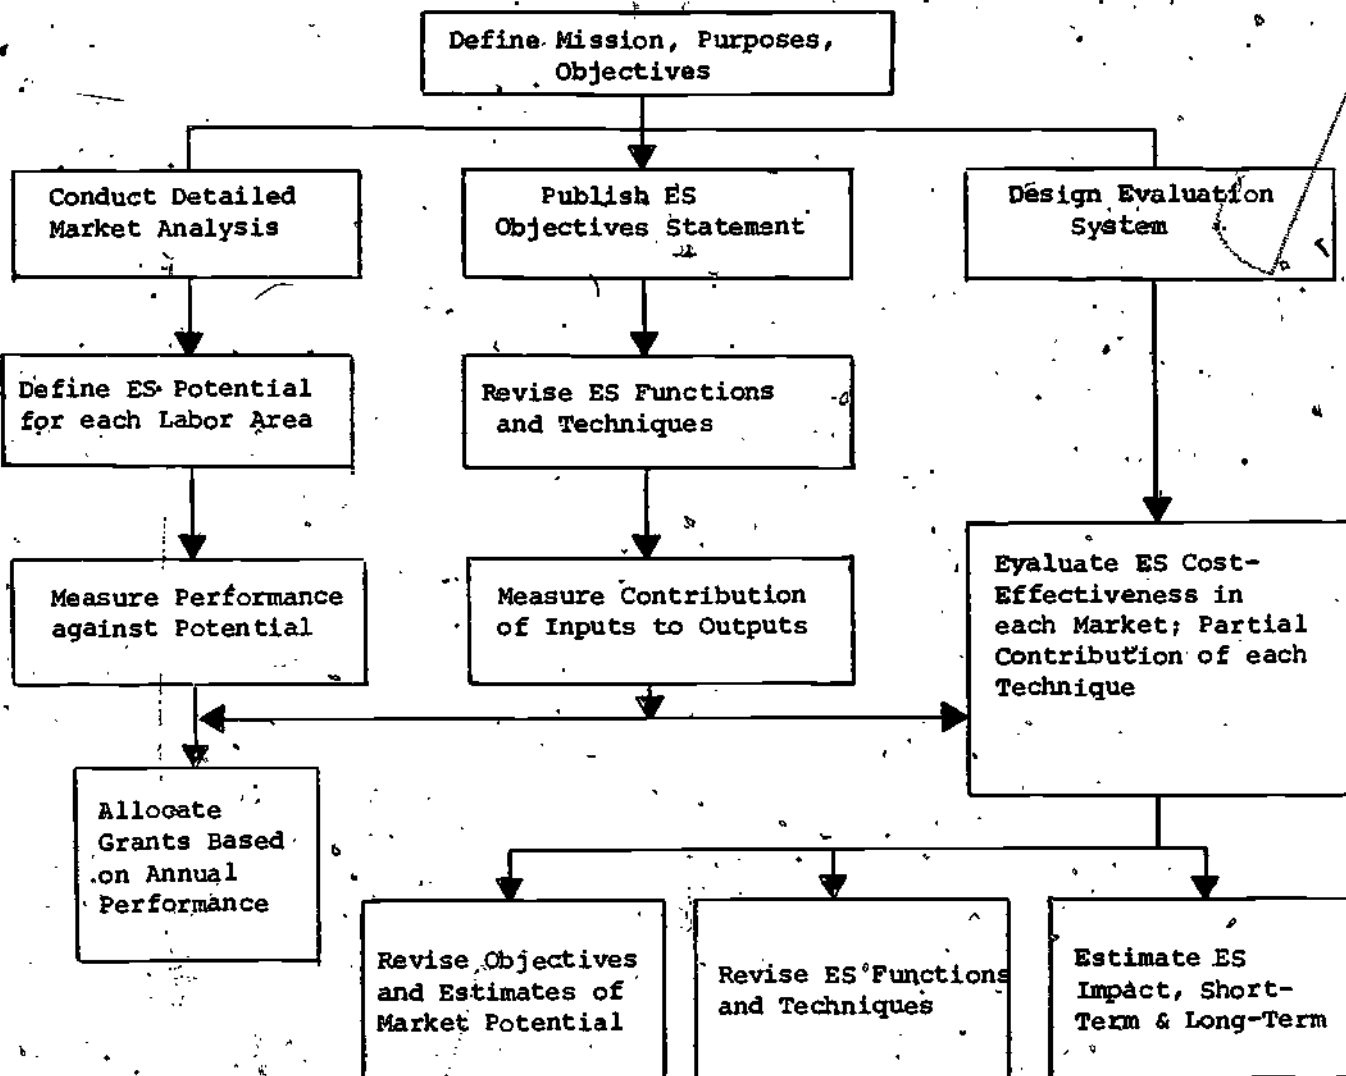 Define Mission, Purposes,
Objectives
Conduct Detailed
Market Analysis
Publish ES
Objectives Statement
Design Evaluation
System
Define ES Potential
for each Labor Area
Revise ES Functions
and Techniques
Measure Performance
against Potential
Measure Contribution
of Inputs to Outputs
Evaluate ES Cost-
Effectiveness in
each Market; Partial
Contribution of each
Technique
Allocate
Grants Based
on Annual
Performance
Revise Objectives
and Estimates of
Market Potential
Revise ES Functions
and Techniques
Estimate ES
Impact, Short-
Term & Long-Term